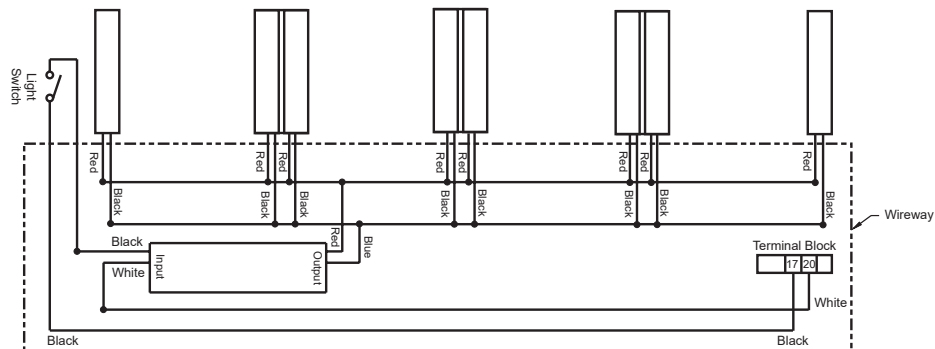 Light
Switch
Red
Black
Red
Red
Black
Black
Red
Red
Black
Black
Red
Red
Black
Black
Red
Black
Wireway
Black
White
Input
Output
Red
Blue
Terminal Block
17 20
White
Black
Black